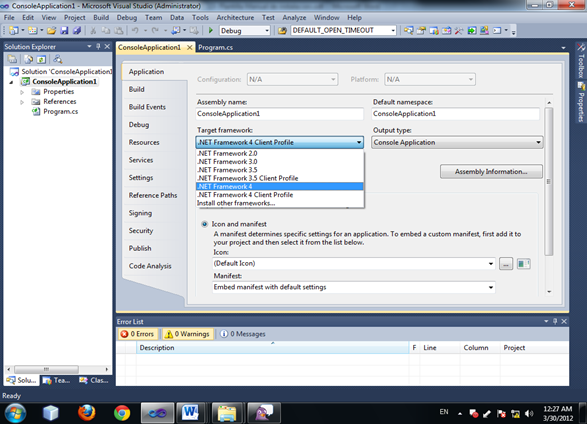 ConsoleApplication1 - Microsoft Visual Studio (Administrator)
File Edit View Project Build Debug Team Data Tools Architecture Test Analyze Window Help
Debug DEFAULT_OPEN_TIMEOUT
Solution Explorer
ConsoleApplication1 Program.cs
Solution 'ConsoleApplication1
ConsoleApplication1
Properties
References
Program.cs
Application
Build
Build Events
Debug
Resources
Services
Settings
Reference Paths
Signing
Security
Publish
Code Analysis
Configuration: N/A Platform: N/A
Assembly name: Default namespace:
ConsoleApplication1 ConsoleApplication1
Target framework: Output type:
.NET Framework 4 Client Profile Console Application
.NET Framework 2.0
.NET Framework 3.0
.NET Framework 3.5
.NET Framework 3.5 Client Profile
.NET Framework 4
.NET Framework 4 Client Profile
Install other frameworks...
Assembly Information...
Icon and manifest
A manifest determines specific settings for an application. To embed a custom manifest, first add it to
your project and then select it from the list below.
Icon:
(Default Icon) ...
Manifest:
Embed manifest with default settings
Toolbox
Properties
Error List
0 Errors 0 Warnings 0 Messages
Description F Line Column Project
Solu... Tea... Clas...
Ready
EN 12:27 AM
3/30/2012